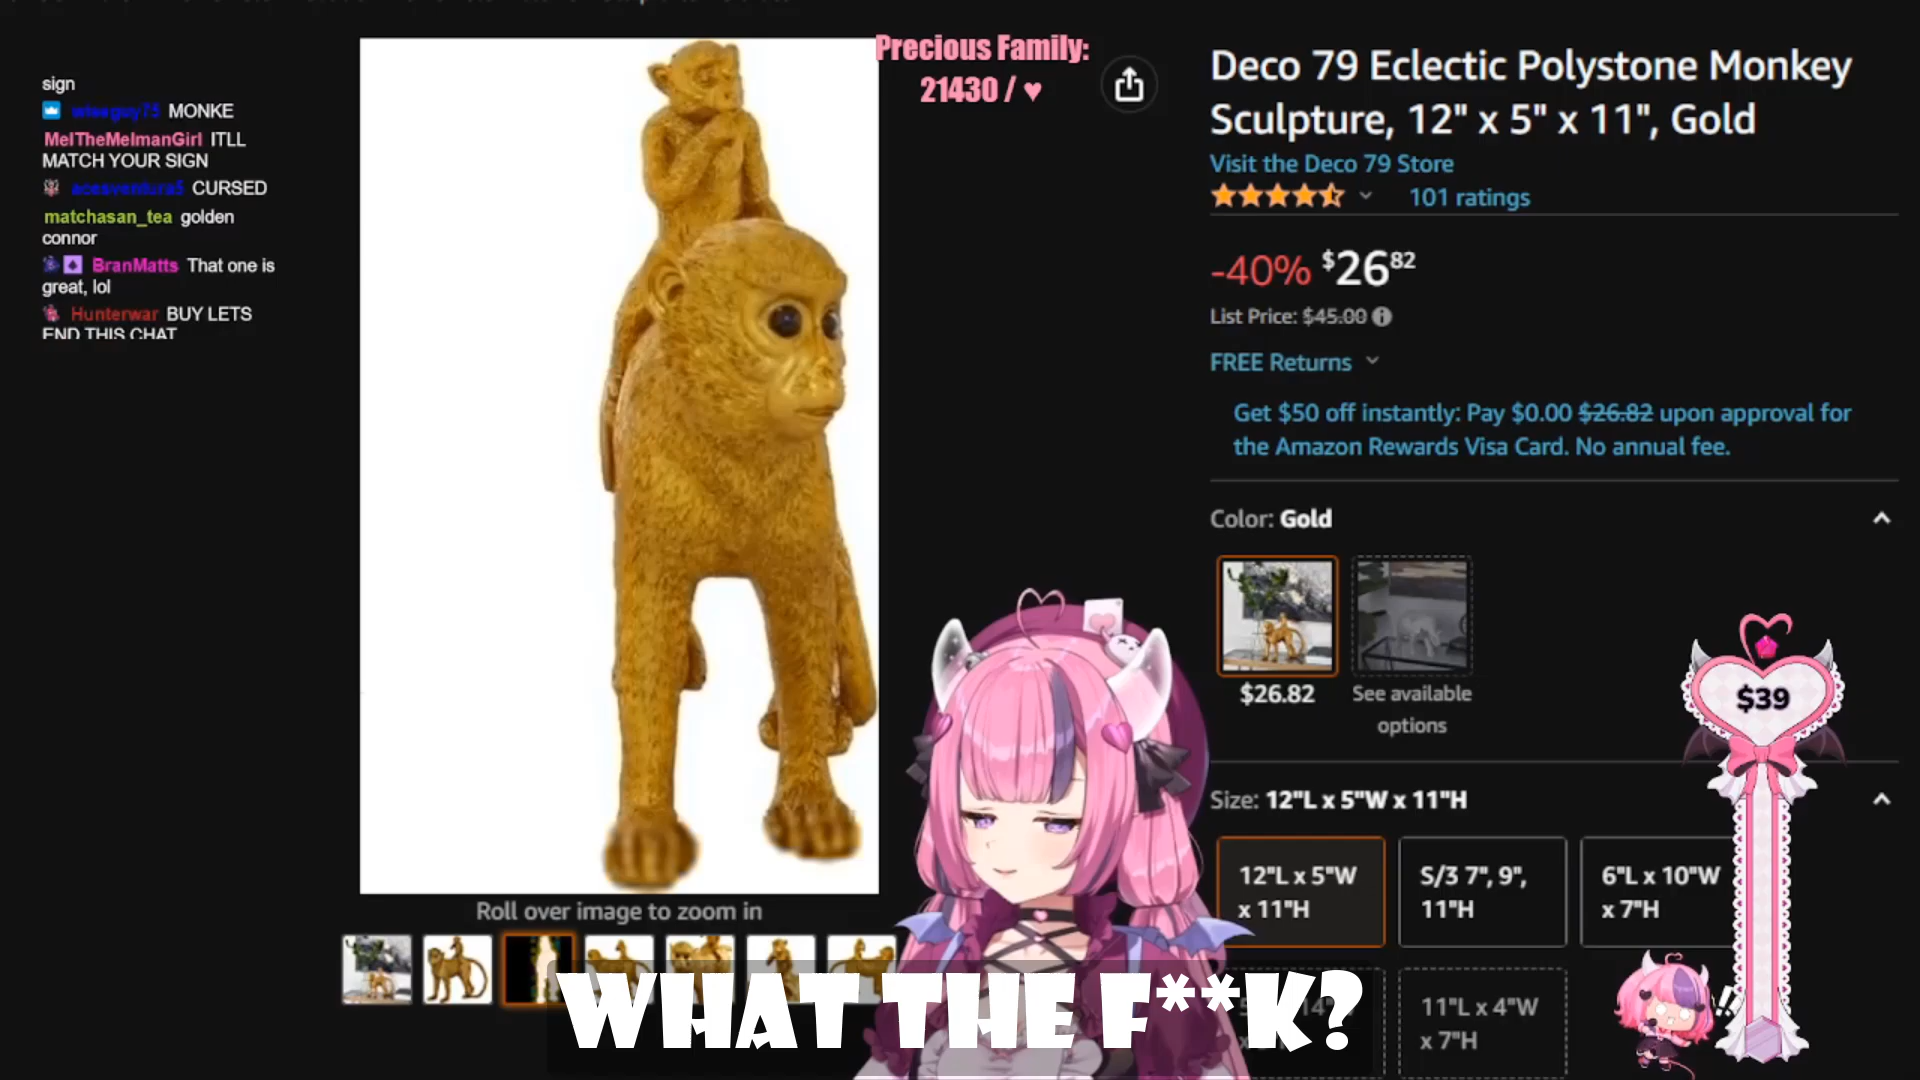 sign
wiseguy73 MONKE
MelTheMelmanGirl ITLL
MATCH YOUR SIGN
acesventura5 CURSED
matchasan_tea golden
connor
BranMatts That one is
great, lol
Hunterwar BUY LETS
END THIS CHAT
Precious Family:
21430 / ♥
Deco 79 Eclectic Polystone Monkey
Sculpture, 12" x 5" x 11", Gold
Visit the Deco 79 Store
101 ratings
-40% $26.82
List Price: $45.00
FREE Returns
Get $50 off instantly: Pay $0.00 $26.82 upon approval for
the Amazon Rewards Visa Card. No annual fee.
Color: Gold
$26.82
See available
options
$39
Size: 12"L x 5"W x 11"H
12"L x 5"W
x 11"H
S/3 7", 9",
11"H
6"L x 10"W
x 7"H
11"L x 4"W
x 7"H
Roll over image to zoom in
WHAT THE F**K?